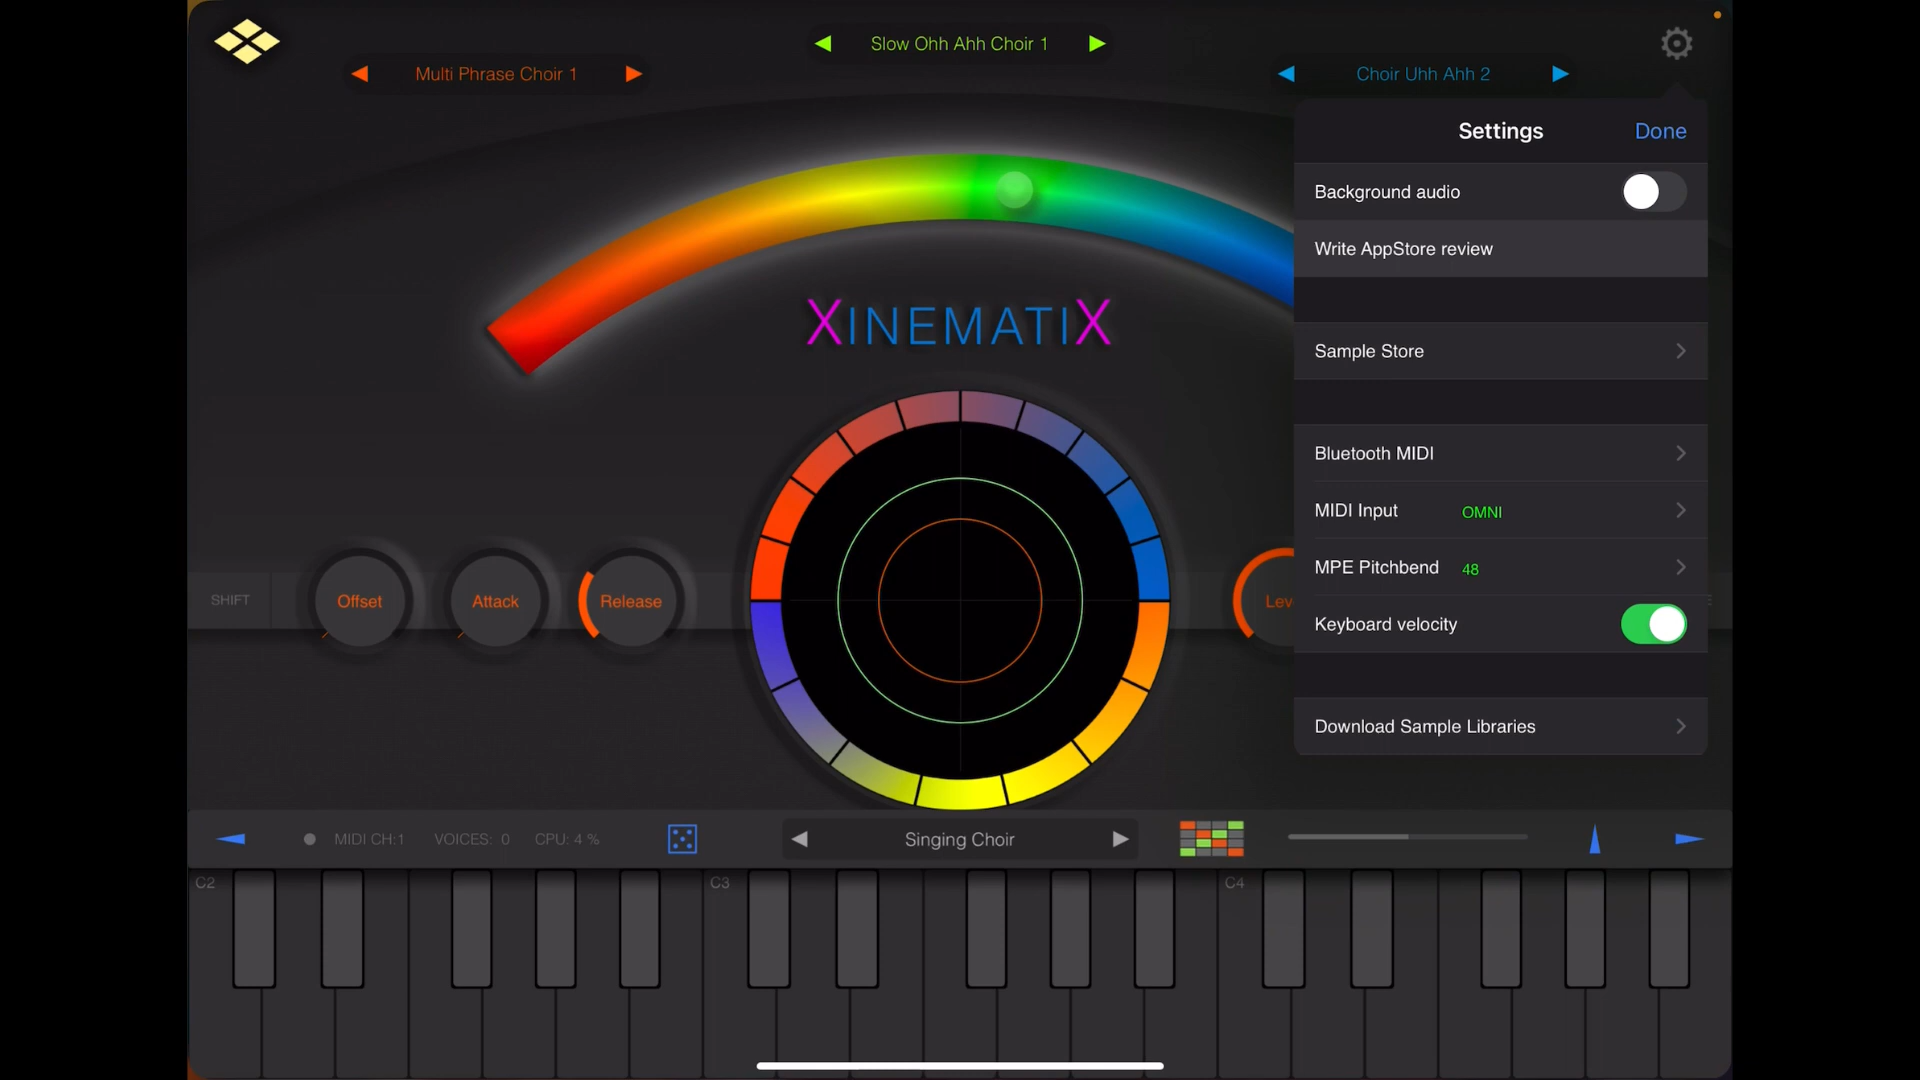 Slow Ohh Ahh Choir 1
Multi Phrase Choir 1
Choir Uhh Ahh 2
Settings
Done
Background audio
Write AppStore review
XINEMATIX
Sample Store
Bluetooth MIDI
MIDI Input OMNI
MPE Pitchbend 48
Keyboard velocity
SHIFT
Offset
Attack
Release
Download Sample Libraries
MIDI CH:1
VOICES: 0
CPU: 4 %
Singing Choir
C2
C3
C4